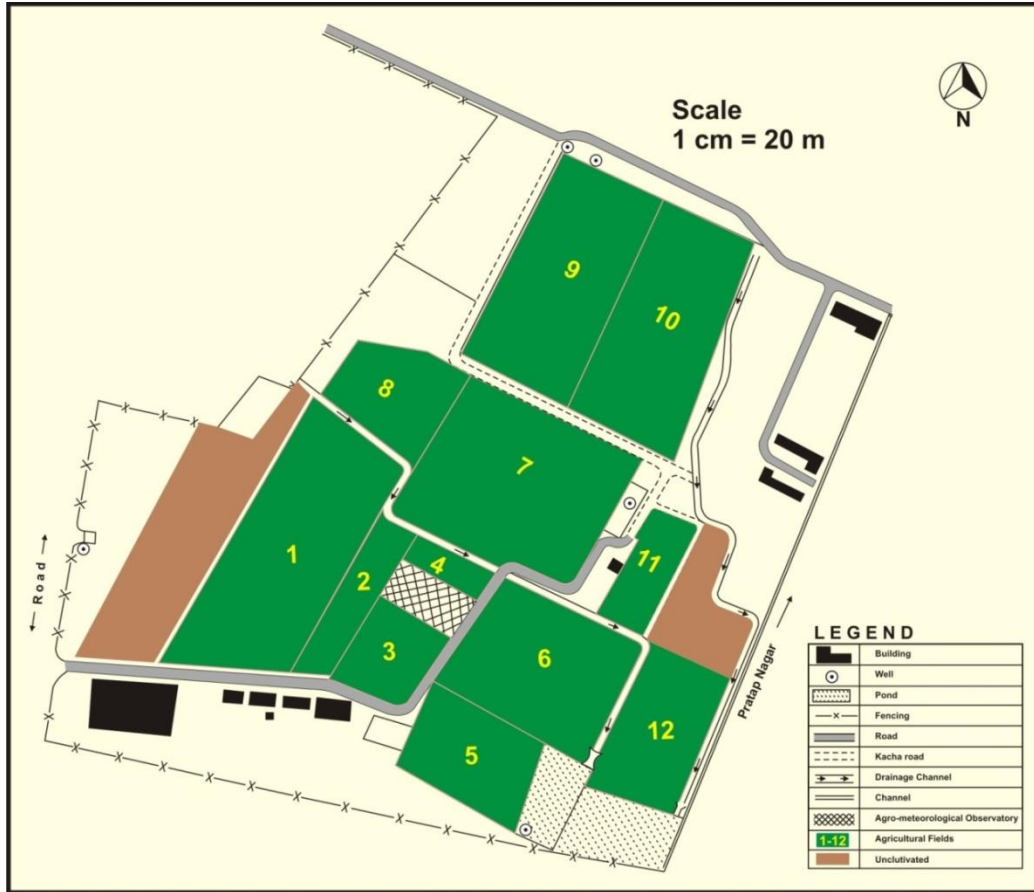 Scale
1 cm = 20 m
N
9
10
8
7
1
2
4
11
3
6
5
12
Road
Pratap Nagar
LEGEND
Building
Well
Pond
Fencing
Road
Kacha road
Drainage Channel
Channel
Agro-meteorological Observatory
1-12 Agricultural Fields
Unclutivated